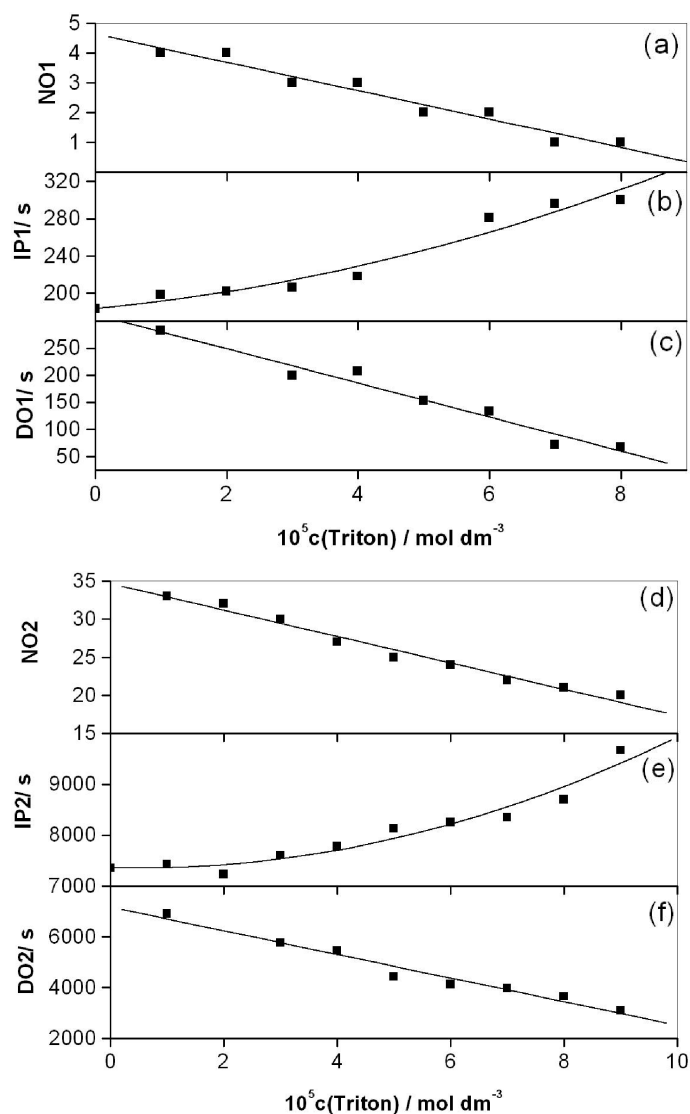 5
4
3
2
1
NO1
(a)
320
280
240
200
IP1/ s
(b)
250
200
150
100
50
DO1/ s
(c)
0 2 4 6 8
10⁵c(Triton) / mol dm⁻³
35
30
25
20
15
NO2
(d)
9000
8000
7000
IP2/ s
(e)
6000
4000
2000
DO2/ s
(f)
0 2 4 6 8 10
10⁵c(Triton) / mol dm⁻³